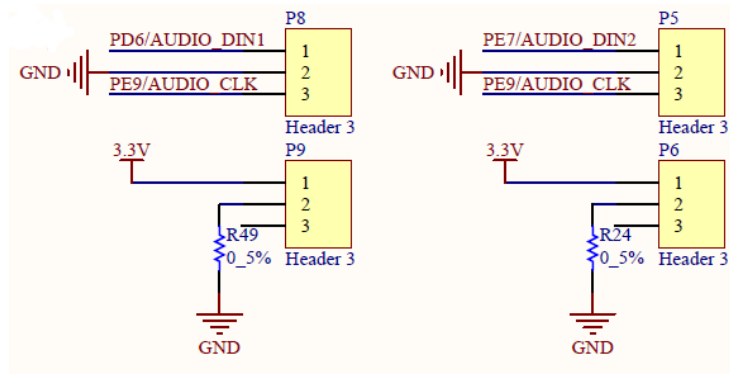 P8
PD6/AUDIO_DIN1
1
GND
2
PE9/AUDIO_CLK
3
Header 3
P5
PE7/AUDIO_DIN2
1
GND
2
PE9/AUDIO_CLK
3
Header 3
P9
3.3V
1
2
3
R49
0_5%
Header 3
GND
P6
3.3V
1
2
3
R24
0_5%
Header 3
GND